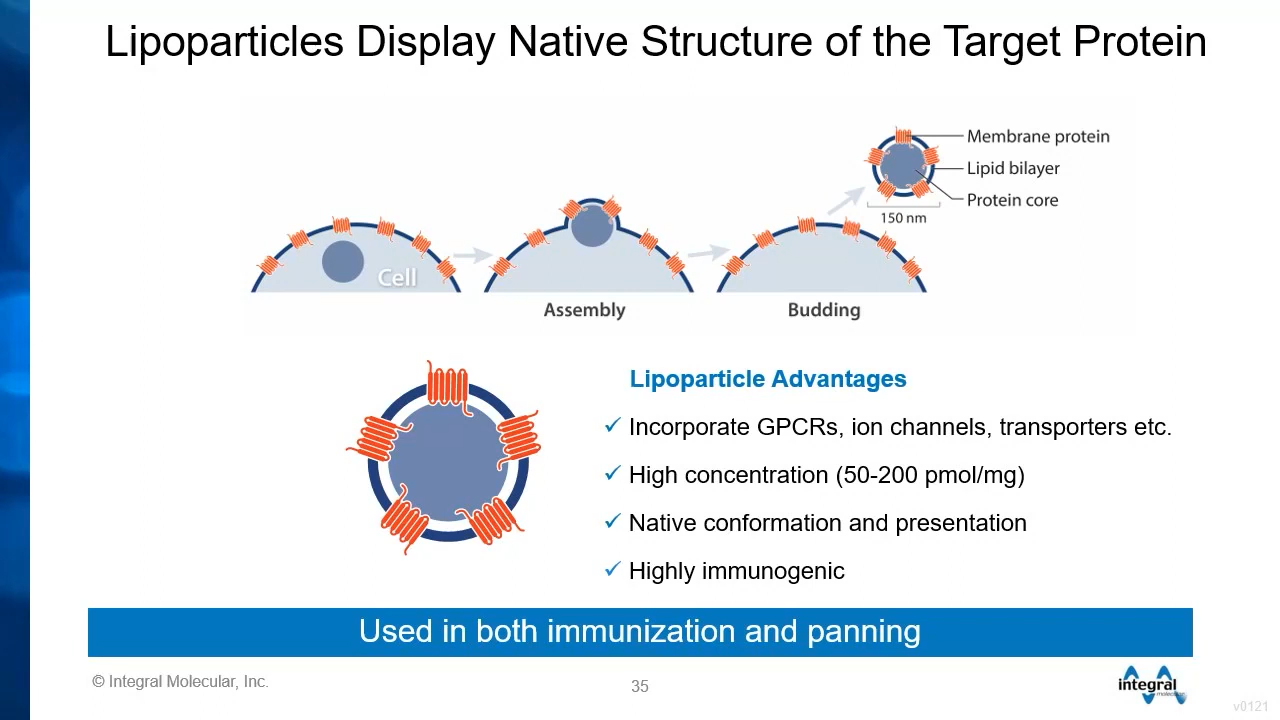 Lipoparticles Display Native Structure of the Target Protein
Membrane protein
Lipid bilayer
Protein core
150 nm
Cell
Assembly
Budding
Lipoparticle Advantages
✓ Incorporate GPCRs, ion channels, transporters etc.
✓ High concentration (50-200 pmol/mg)
✓ Native conformation and presentation
✓ Highly immunogenic
Used in both immunization and panning
© Integral Molecular, Inc.
35
integral
molecular
v0121